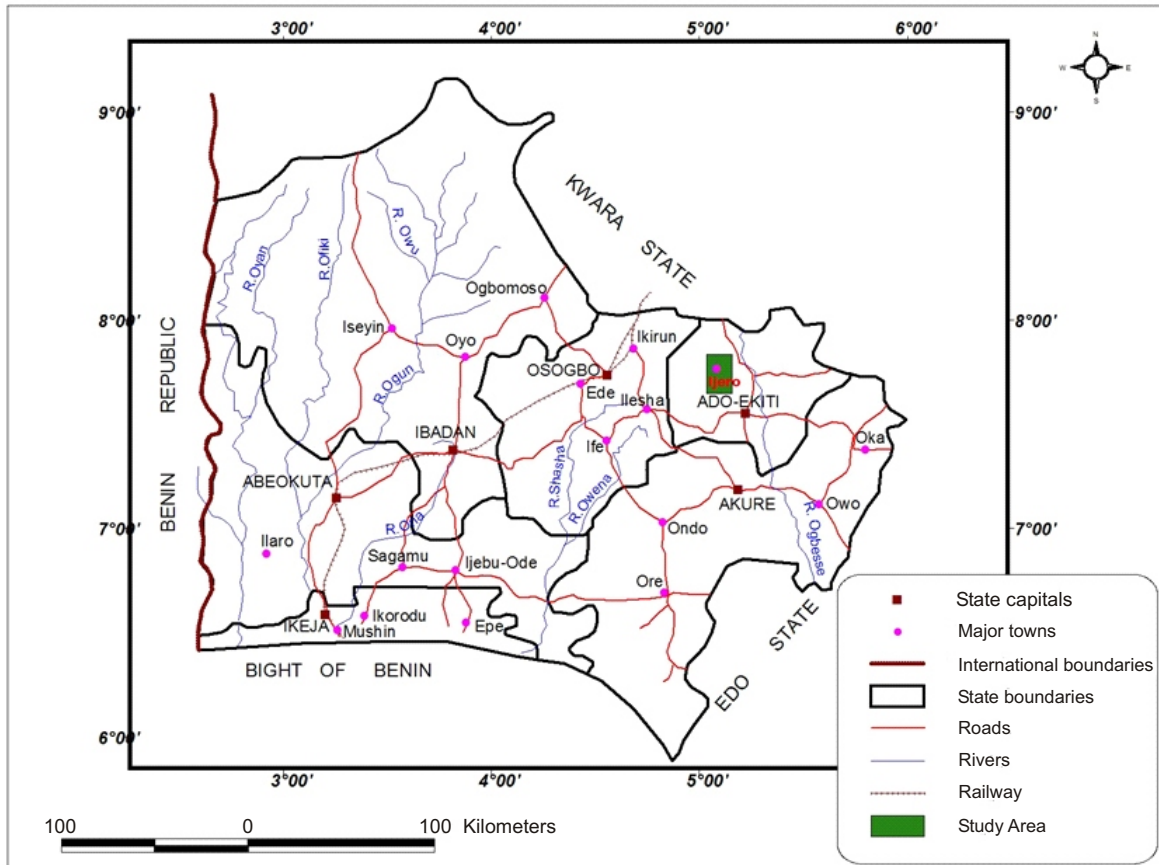 3°00' 4°00' 5°00' 6°00'
N
W E
S
9°00' 9°00'
KWARA STATE
R.Oyan
R.Ofiki
R. Owu
Ogbomoso
8°00' 8°00'
Iseyin
Oyo
Ikirun
OSOGBO
Ede
Ijero
BENIN REPUBLIC
R.Ogun
Ilesha
ADO-EKITI
IBADAN
Ife
Oka
ABEOKUTA
R.Shasha
R.Owena
AKURE
Owo
7°00' 7°00'
R.Ona
Ondo
R. Ogbesse
Ilaro
Sagamu
Ijebu-Ode
Ore
IKEJA
Ikorodu
Mushin
Epe
BIGHT OF BENIN
EDO STATE
6°00'
3°00' 4°00' 5°00'
State capitals
Major towns
International boundaries
State boundaries
Roads
Rivers
Railway
Study Area
100 0 100 Kilometers